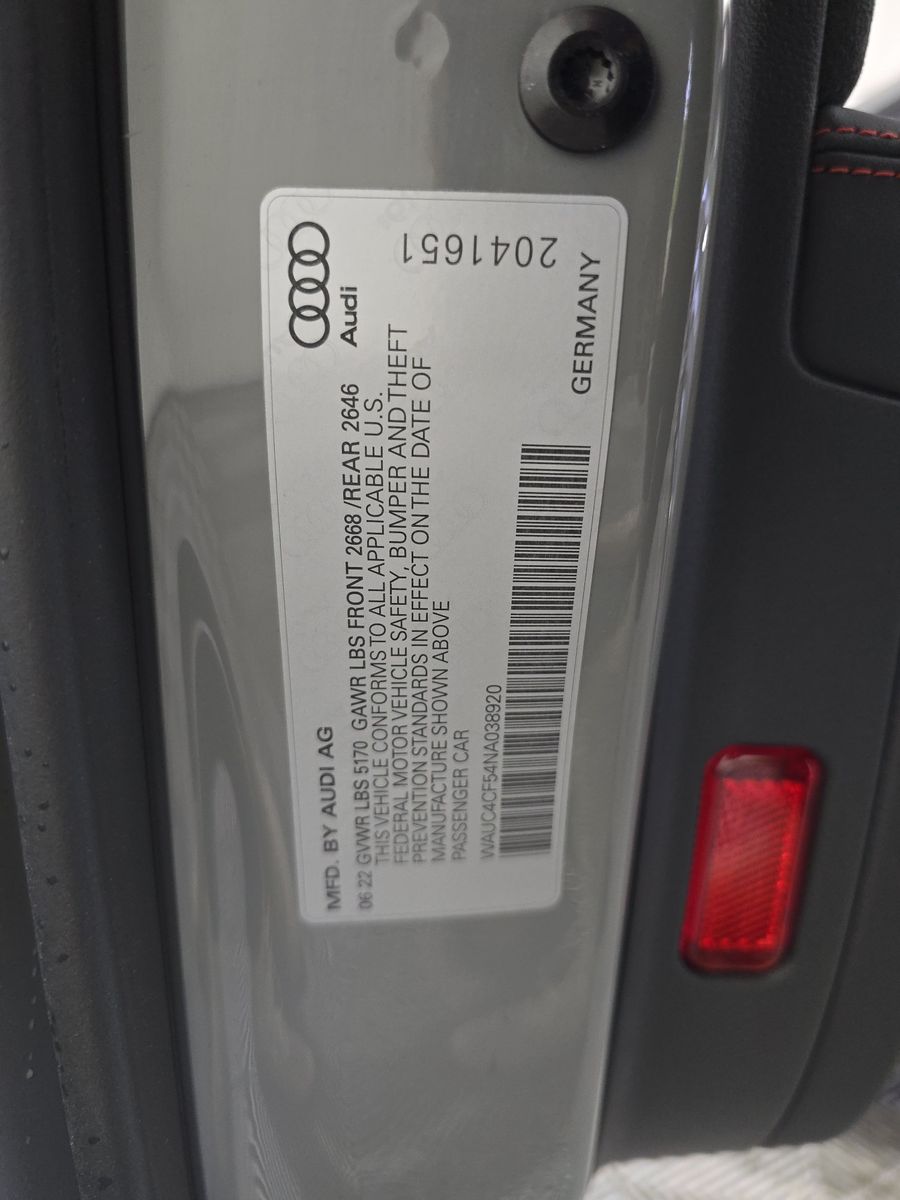 Audi
MFD. BY AUDI AG
06 22 GVWR LBS 5170 GAWR LBS FRONT 2668 /REAR 2646
THIS VEHICLE CONFORMS TO ALL APPLICABLE U.S.
FEDERAL MOTOR VEHICLE SAFETY, BUMPER AND THEFT
PREVENTION STANDARDS IN EFFECT ON THE DATE OF
MANUFACTURE SHOWN ABOVE
PASSENGER CAR
WAUC4CF54NA038920
GERMANY
2041651